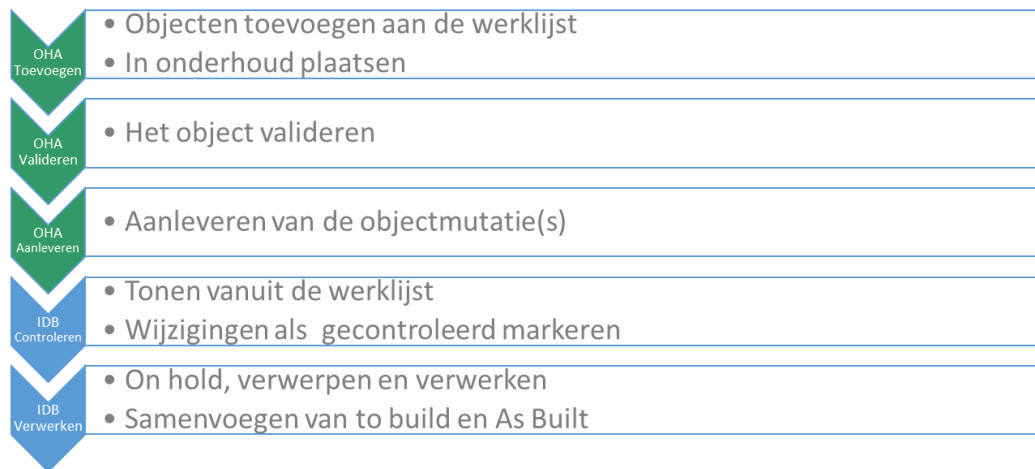 OHA
Toevoegen
• Objecten toevoegen aan de werklijst
• In onderhoud plaatsen
OHA
Valideren
• Het object valideren
OHA
Aanleveren
• Aanleveren van de objectmutatie(s)
IDB
Controleren
• Tonen vanuit de werklijst
• Wijzigingen als  gecontroleerd markeren
IDB
Verwerken
• On hold, verwerpen en verwerken
• Samenvoegen van to build en As Built